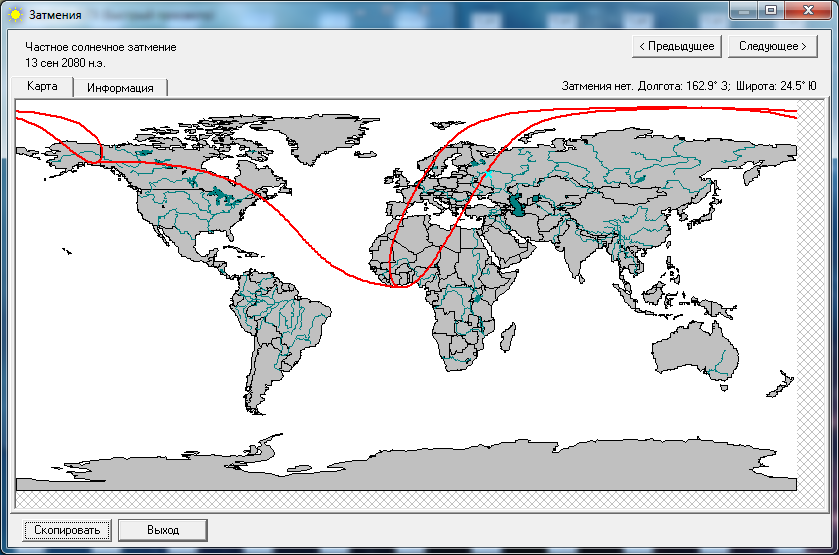 Затмения
Частное солнечное затмение
13 сен 2080 н.э.
< Предыдущее
Следующее >
Карта
Информация
Затмения нет. Долгота: 162.9° З; Широта: 24.5° Ю
Скопировать
Выход